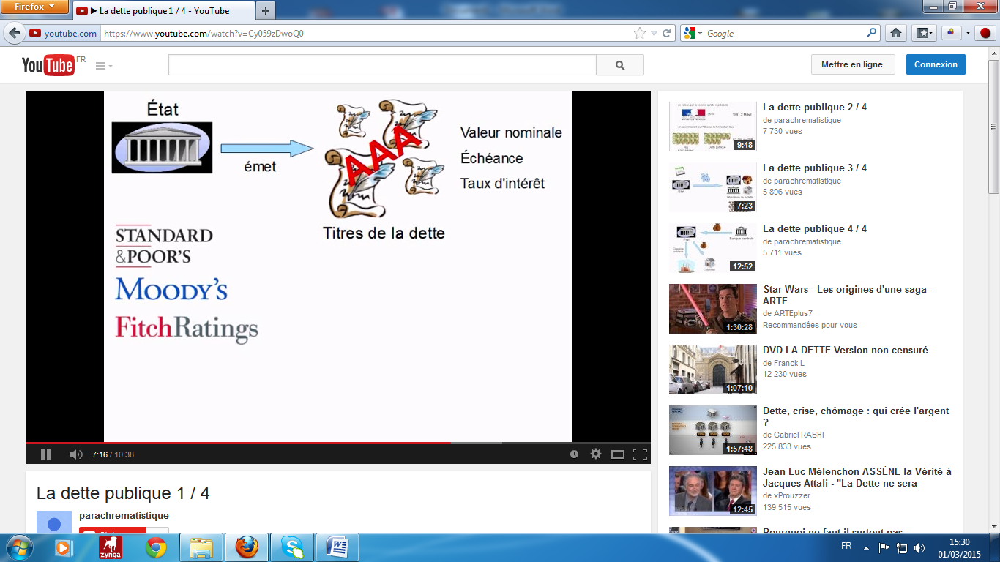 Firefox
▶ La dette publique 1 / 4 - YouTube
youtube.com
https://www.youtube.com/watch?v=Cy059zDwoQ0
Google
YouTube FR
Mettre en ligne
Connexion
État
émet
AAA
Titres de la dette
Valeur nominale
Échéance
Taux d'intérêt
STANDARD
&POOR'S
MOODY'S
FitchRatings
7:16 / 10:38
La dette publique 1 / 4
parachrematistique
9:48
La dette publique 2 / 4
de parachrematistique
7 730 vues
7:23
La dette publique 3 / 4
de parachrematistique
5 896 vues
12:52
La dette publique 4 / 4
de parachrematistique
5 711 vues
1:30:28
Star Wars - Les origines d'une saga -
ARTE
de ARTEplus7
Recommandées pour vous
1:07:10
DVD LA DETTE Version non censuré
de Franck L
12 230 vues
1:57:48
Dette, crise, chômage : qui crée l'argent
?
de Gabriel RABHI
225 833 vues
12:45
Jean-Luc Mélenchon ASSÈNE la Vérité à
Jacques Attali - "La Dette ne sera
de xProuzzer
139 515 vues
Pourquoi ne faut il surtout pas
zynga
FR
15:30
01/03/2015